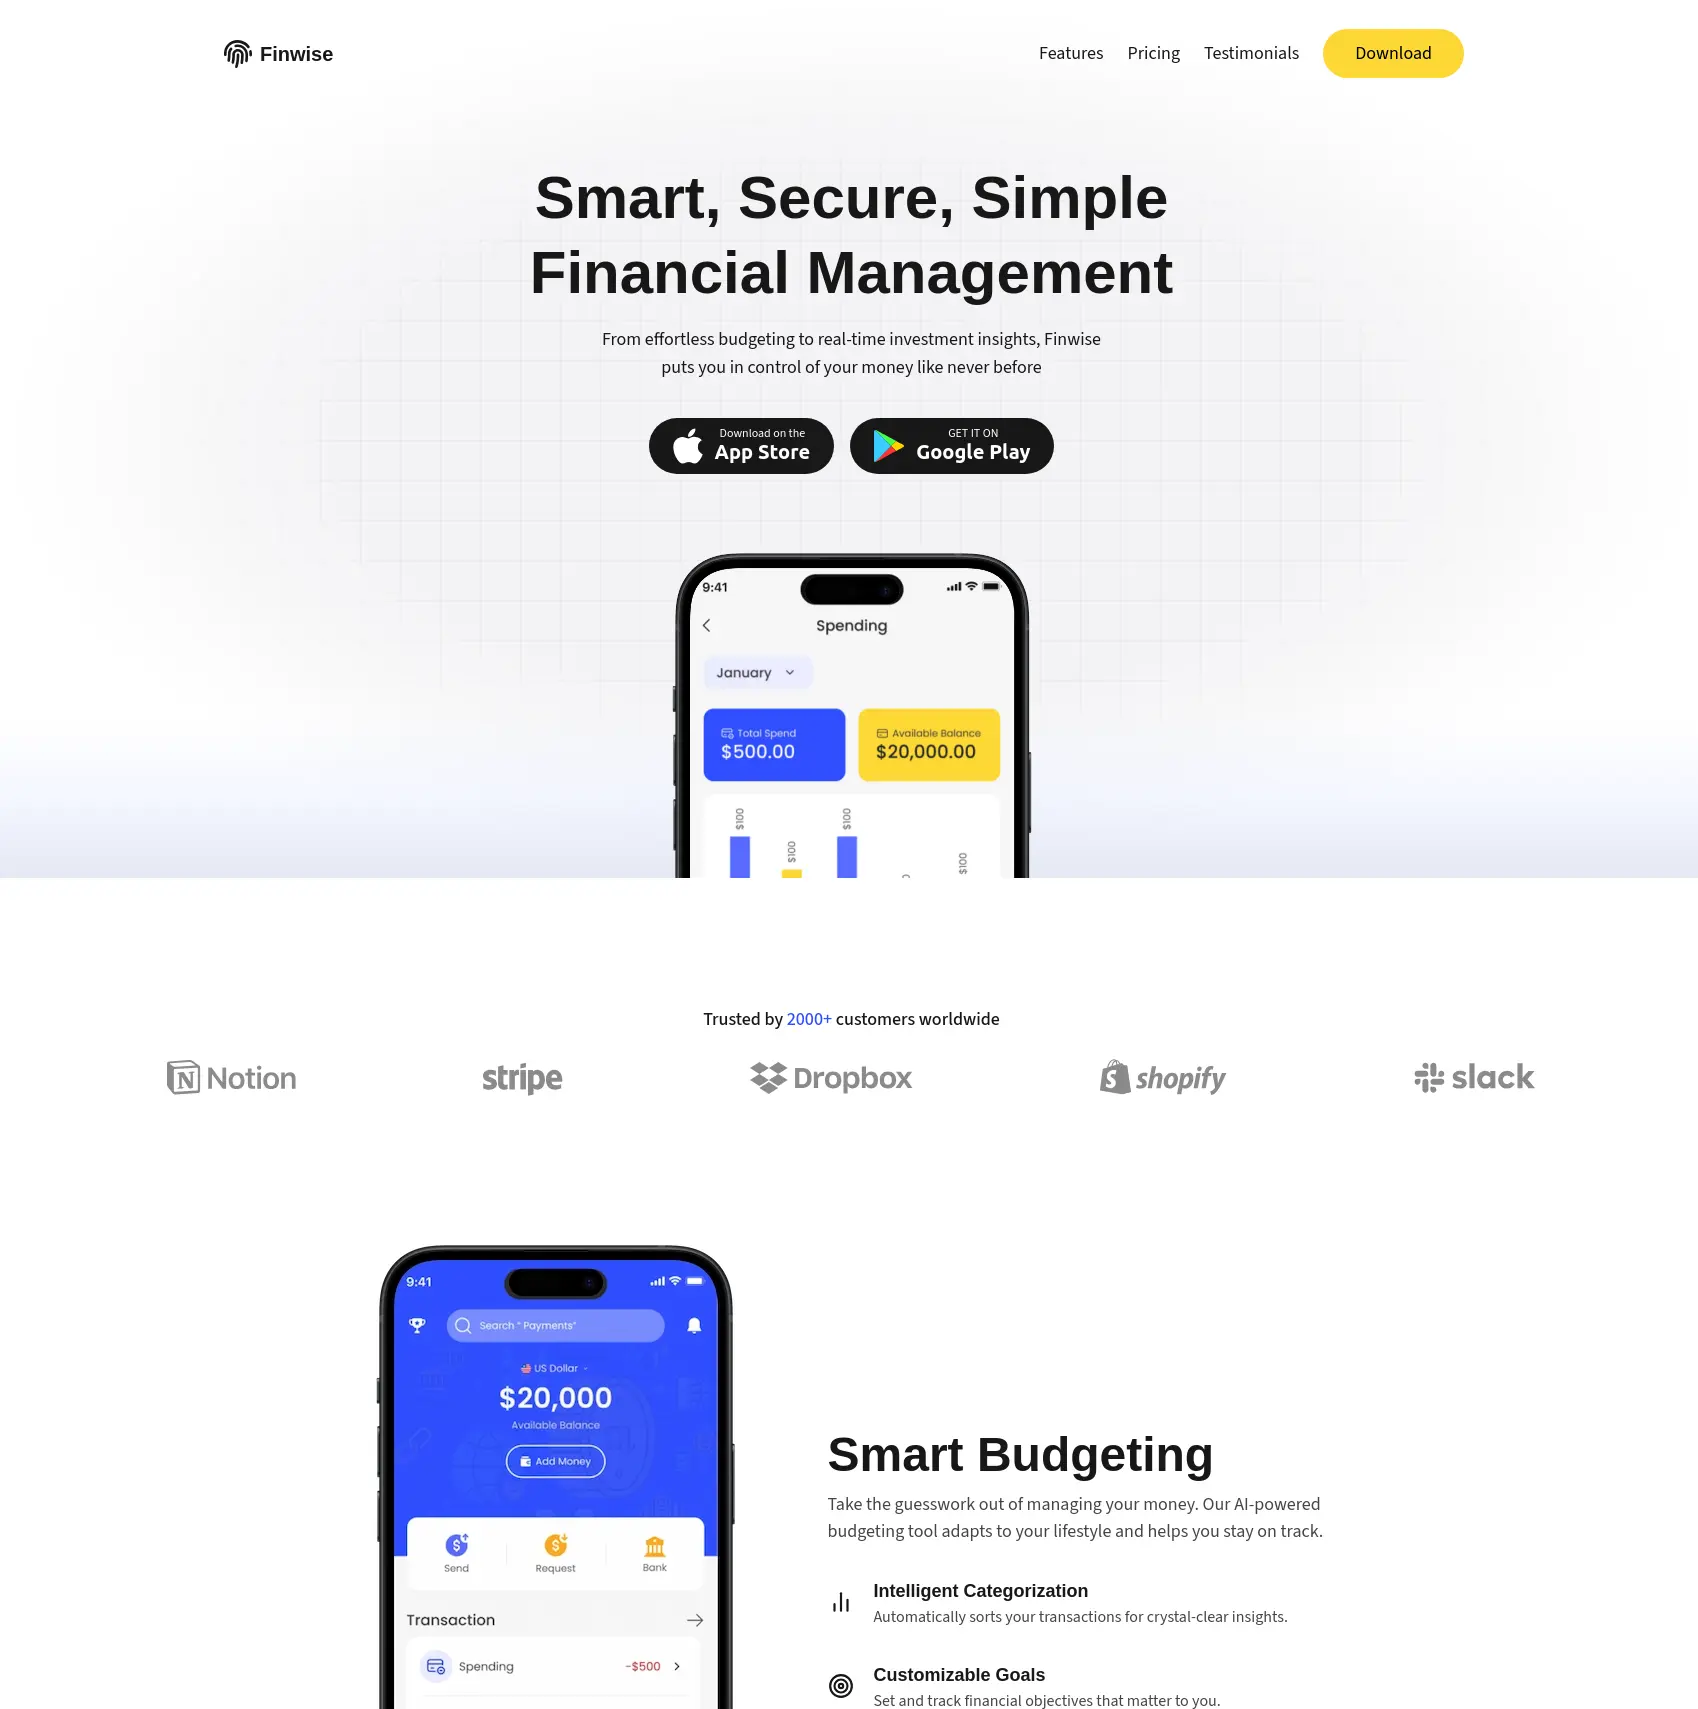 Finwise
Features Pricing Testimonials Download
Smart, Secure, Simple
Financial Management
From effortless budgeting to real-time investment insights, Finwise
puts you in control of your money like never before
Download on the
App Store
GET IT ON
Google Play
9:41
Spending
January
Total Spend
$500.00
Available Balance
$20,000.00
$100
$100
$100
$100
Trusted by 2000+ customers worldwide
Notion
stripe
Dropbox
shopify
slack
9:41
Search " Payments"
US Dollar
$20,000
Available Balance
Add Money
Send
Request
Bank
Transaction
Spending
-$500
Smart Budgeting
Take the guesswork out of managing your money. Our AI-powered
budgeting tool adapts to your lifestyle and helps you stay on track.
Intelligent Categorization
Automatically sorts your transactions for crystal-clear insights.
Customizable Goals
Set and track financial objectives that matter to you.